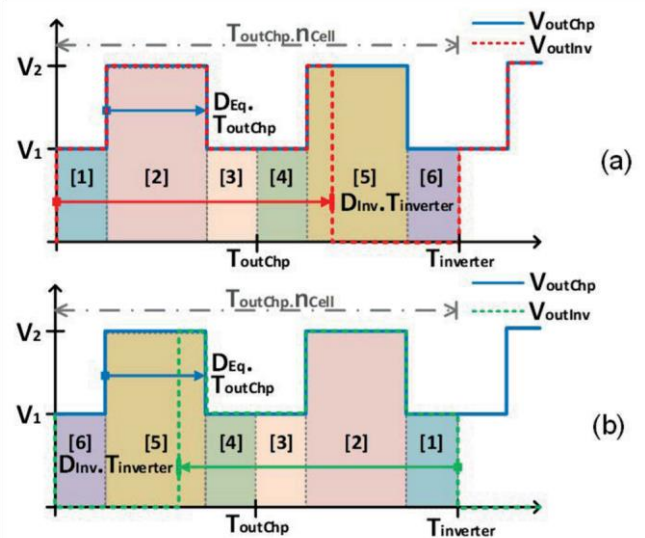 ToutChp.nCell
VoutChp
VoutInv
V2
DEq.
ToutChp
V1
[1] [2] [3] [4] [5] [6]
(a)
DInv.Tinverter
ToutChp Tinverter
ToutChp.nCell
VoutChp
VoutInv
V2
DEq.
ToutChp
V1
[6] [5] [4] [3] [2] [1]
(b)
DInv.Tinverter
ToutChp Tinverter